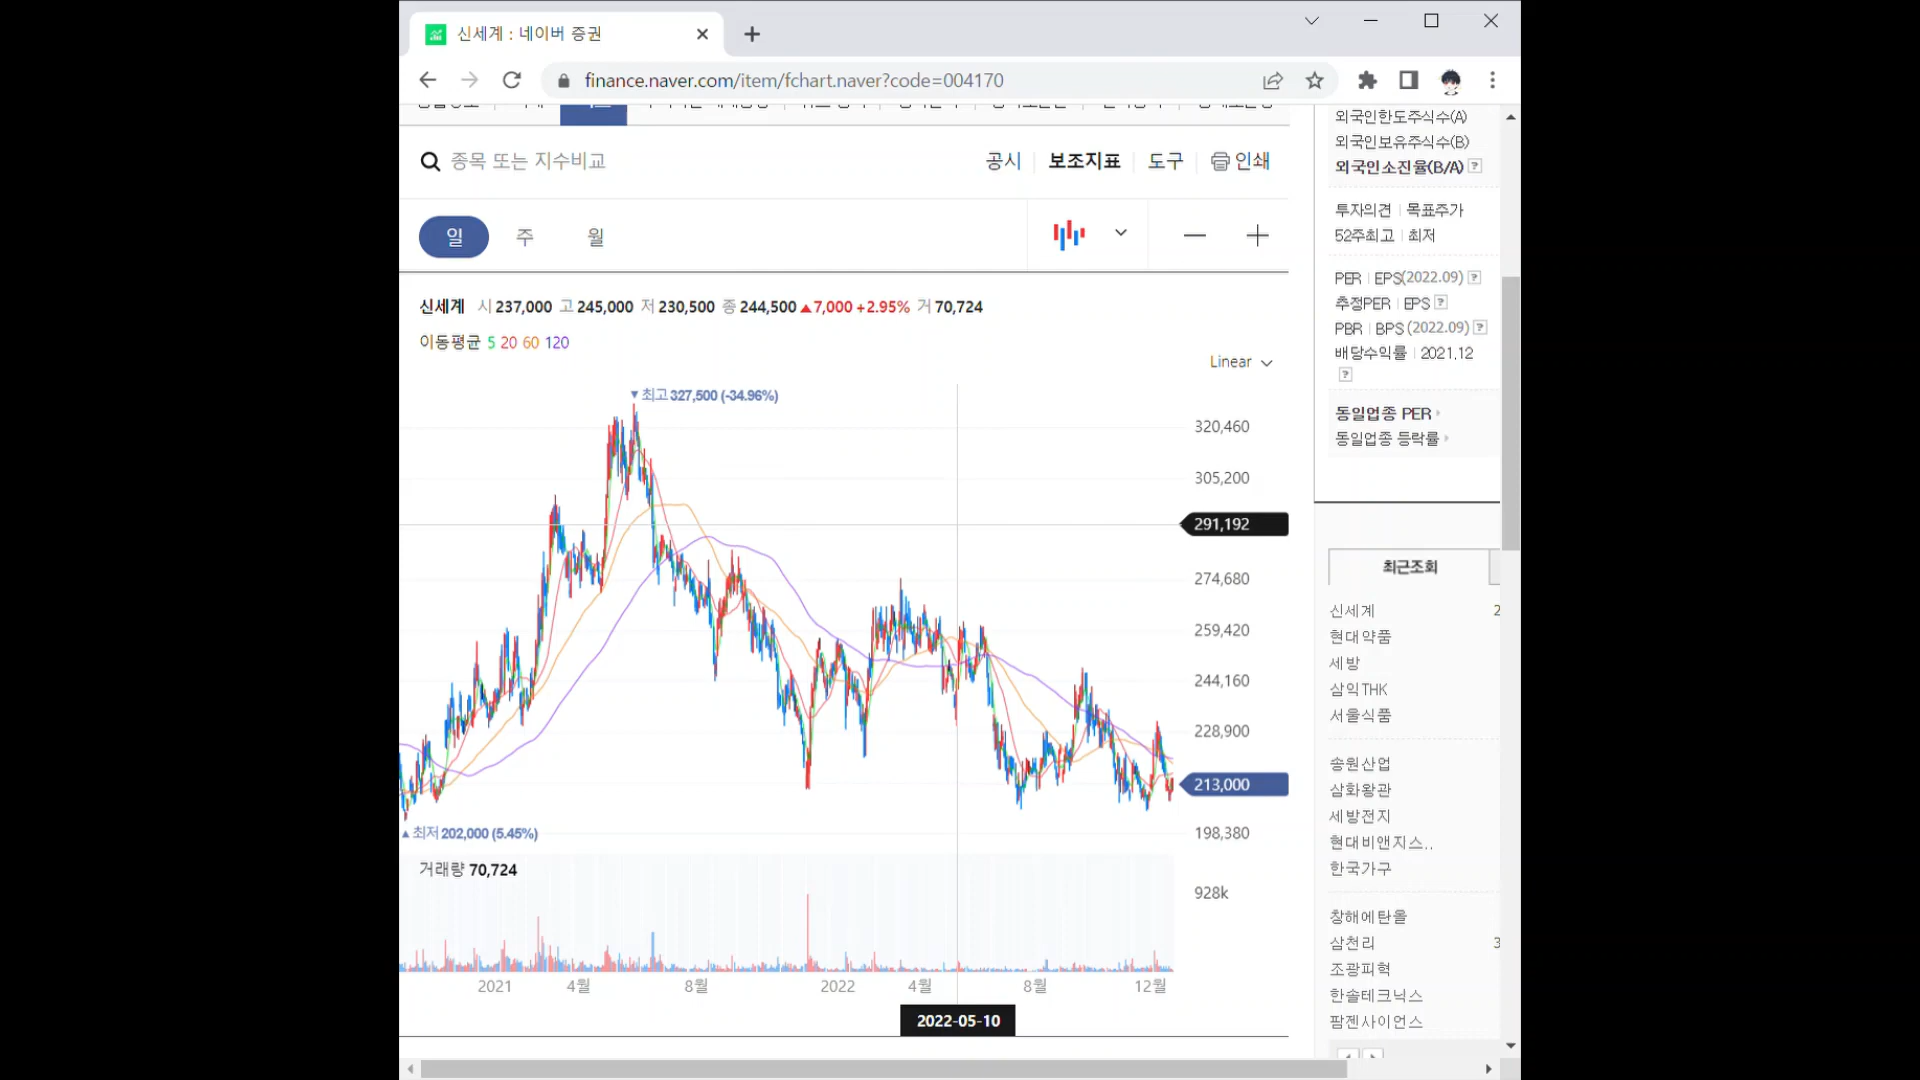 신세계 : 네이버 증권
finance.naver.com/item/fchart.naver?code=004170
종목 또는 지수비교
공시 보조지표 도구 인쇄
일 주 월
신세계 시 237,000 고 245,000 저 230,500 종 244,500 ▲7,000 +2.95% 거 70,724
이동평균 5 20 60 120
Linear
▼최고 327,500 (-34.96%)
320,460
305,200
291,192
274,680
259,420
244,160
228,900
213,000
198,380
▲최저 202,000 (5.45%)
거래량 70,724
928k
2021 4월 8월 2022 4월 8월 12월
2022-05-10
외국인한도주식수(A)
외국인보유주식수(B)
외국인소진율(B/A) ?
투자의견 | 목표주가
52주최고 | 최저
PER | EPS(2022.09) ?
추정PER | EPS ?
PBR | BPS (2022.09) ?
배당수익률 | 2021.12
?
동일업종 PER
동일업종 등락률
최근조회
신세계 2
현대약품
세방
삼익THK
서울식품
송원산업
삼화왕관
세방전지
현대비앤지스..
한국가구
창해에탄올
삼천리 3
조광피혁
한솔테크닉스
팜젠사이언스